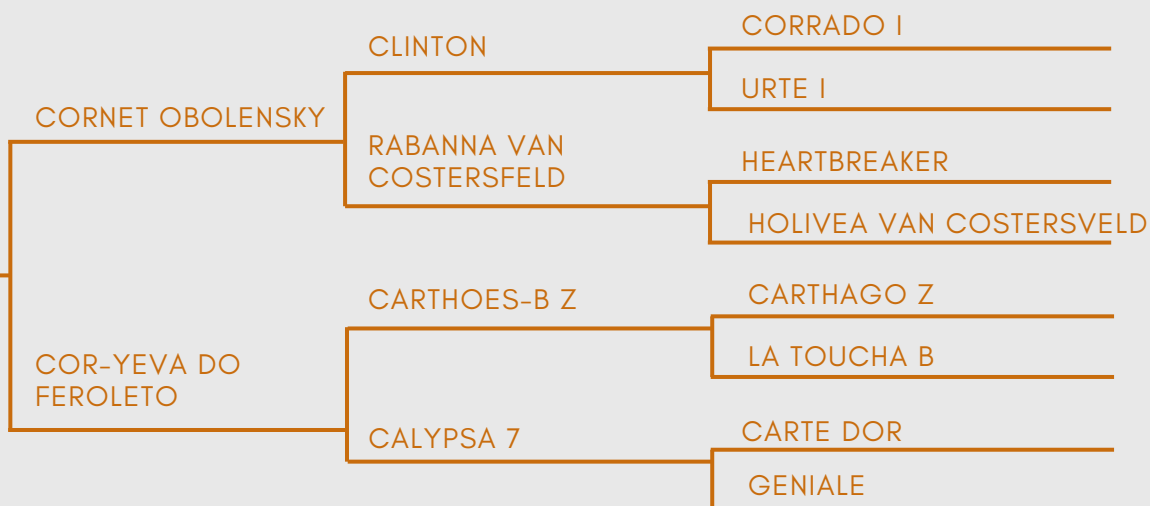 CORRADO I
CLINTON
URTE I
CORNET OBOLENSKY
RABANNA VAN
COSTERSFELD
HEARTBREAKER
HOLIVEA VAN COSTERSVELD
CARTHOES-B Z
CARTHAGO Z
LA TOUCHA B
COR-YEVA DO
FEROLETO
CALYPSA 7
CARTE DOR
GENIALE